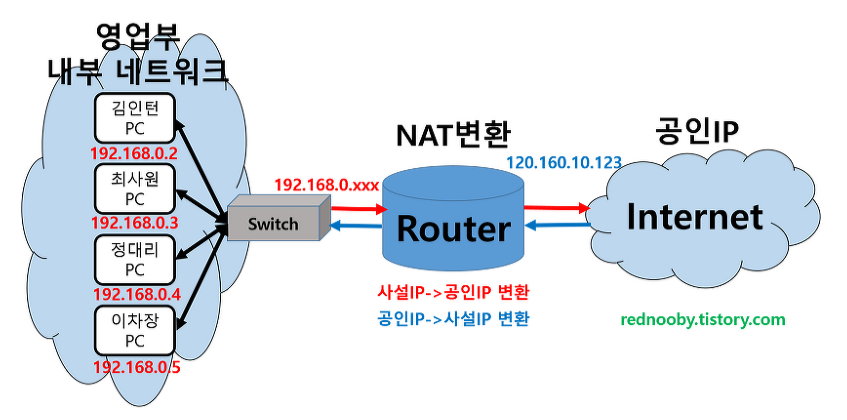 영업부
내부 네트워크
김인턴
PC
192.168.0.2
최사원
PC
192.168.0.3
정대리
PC
192.168.0.4
이차장
PC
192.168.0.5
Switch
192.168.0.xxx
NAT변환
Router
사설IP->공인IP 변환
공인IP->사설IP 변환
120.160.10.123
공인IP
Internet
rednooby.tistory.com